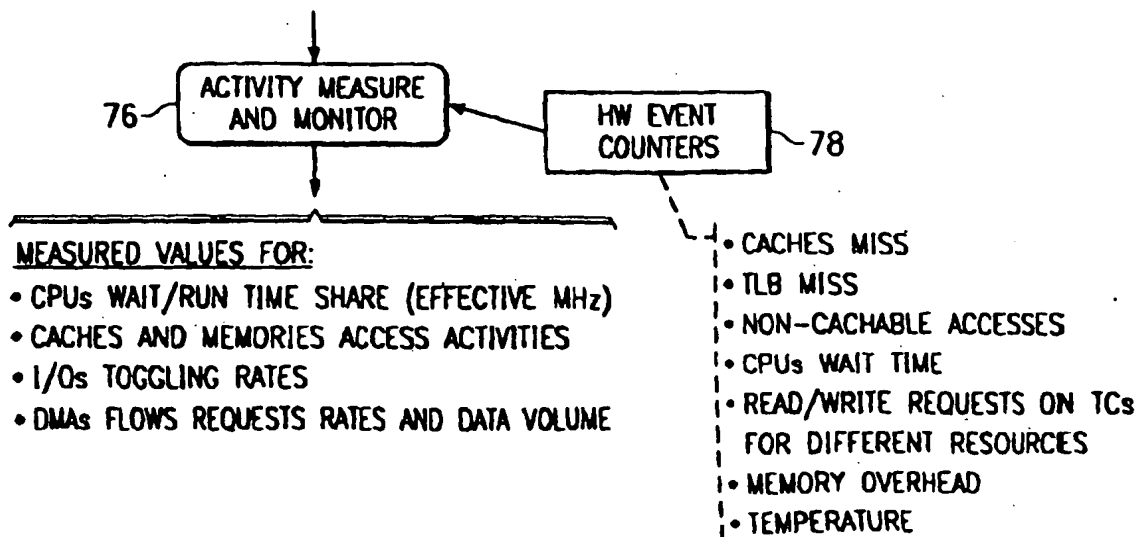 ACTIVITY MEASURE
AND MONITOR
76
HW EVENT
COUNTERS
78
MEASURED VALUES FOR:
• CPUs WAIT/RUN TIME SHARE (EFFECTIVE MHz)
• CACHES AND MEMORIES ACCESS ACTIVITIES
• I/Os TOGGLING RATES
• DMAs FLOWS REQUESTS RATES AND DATA VOLUME
• CACHES MISS
• TLB MISS
• NON-CACHABLE ACCESSES
• CPUs WAIT TIME
• READ/WRITE REQUESTS ON TCs
FOR DIFFERENT RESOURCES
• MEMORY OVERHEAD
• TEMPERATURE